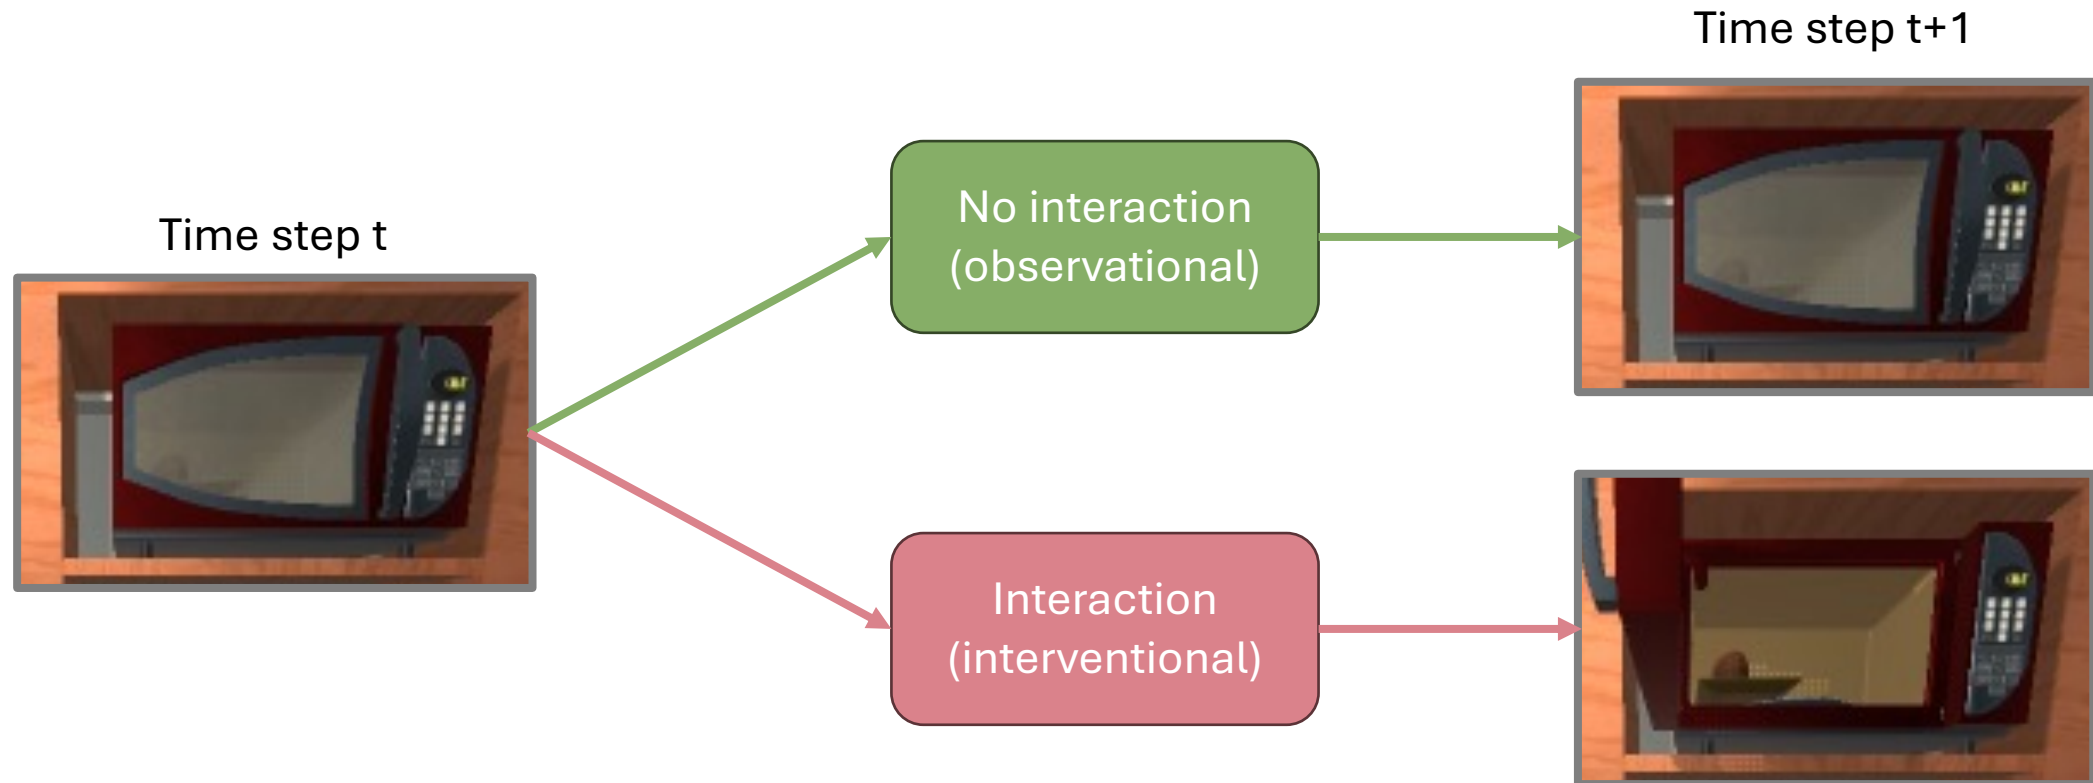 Time step t+1
Time step t
No interaction
(observational)
Interaction
(interventional)